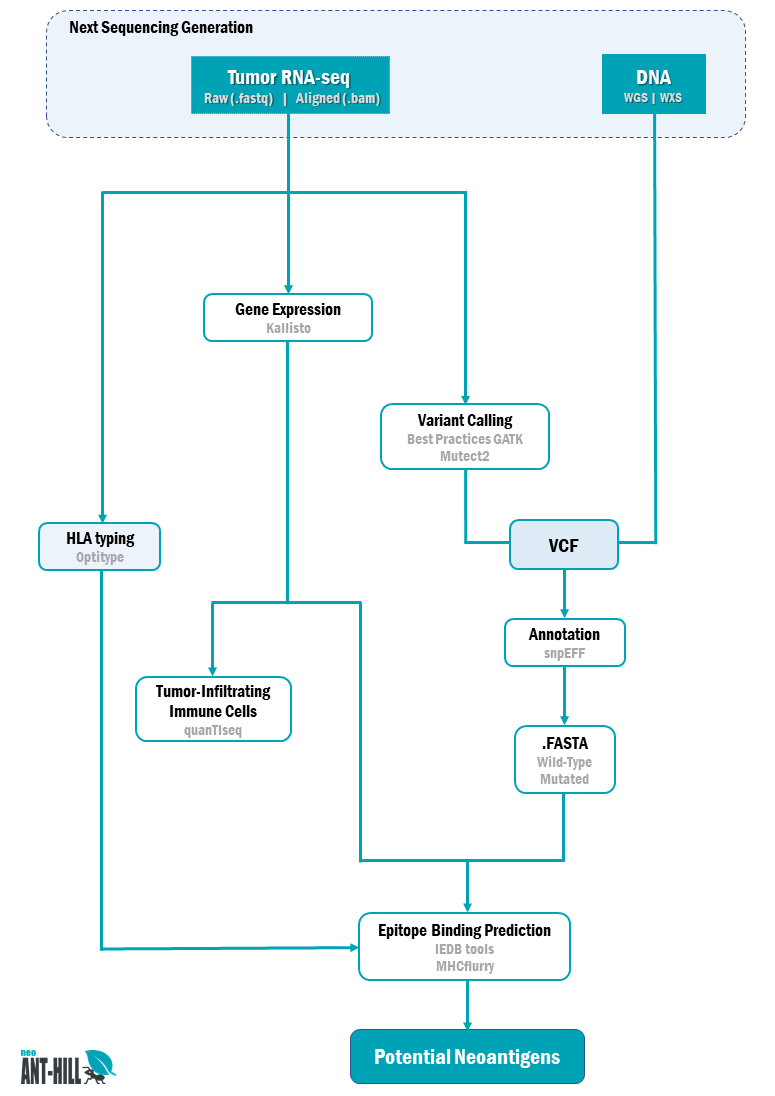 Next Sequencing Generation
Tumor RNA-seq
Raw (.fastq) | Aligned (.bam)
DNA
WGS | WXS
Gene Expression
Kallisto
Variant Calling
Best Practices GATK
Mutect2
HLA typing
Optitype
VCF
Annotation
snpEFF
Tumor-Infiltrating
Immune Cells
quanTIseq
.FASTA
Wild-Type
Mutated
Epitope Binding Prediction
IEDB tools
MHCflurry
Potential Neoantigens
neo
ANT-HILL